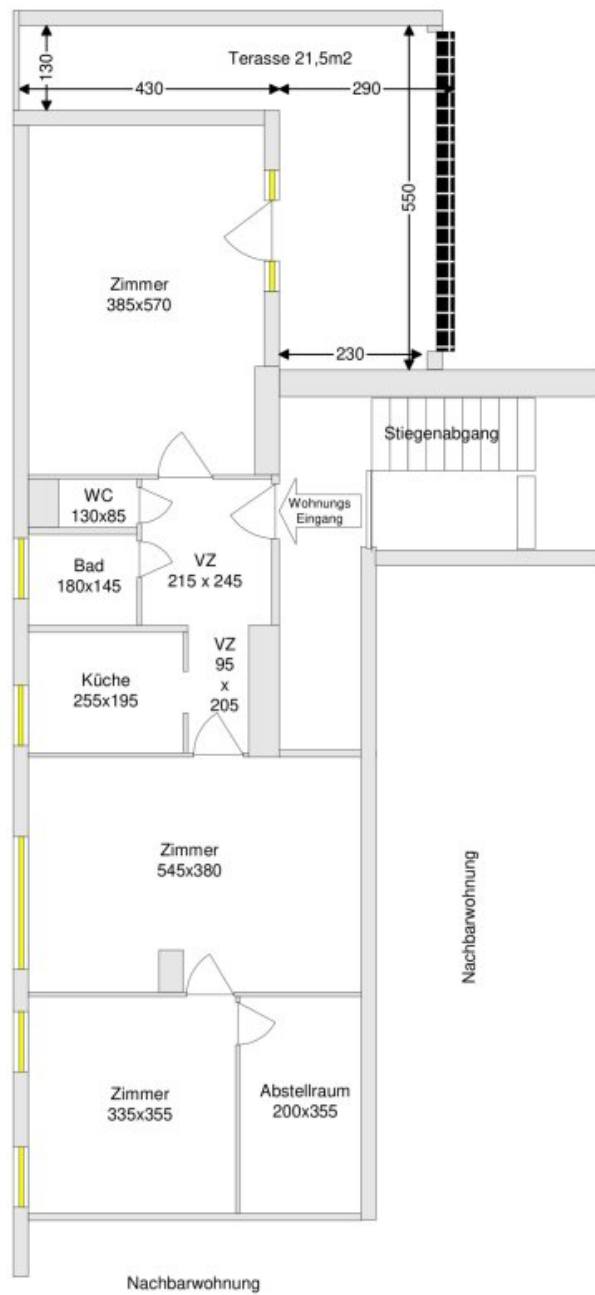 Terasse 21,5m2
130
430
290
550
Zimmer
385x570
230
Stiegenabgang
WC
130x85
Wohnungs
Eingang
Bad
180x145
VZ
215 x 245
VZ
95
x
205
Küche
255x195
Zimmer
545x380
Nachbarwohnung
Zimmer
335x355
Abstellraum
200x355
Nachbarwohnung